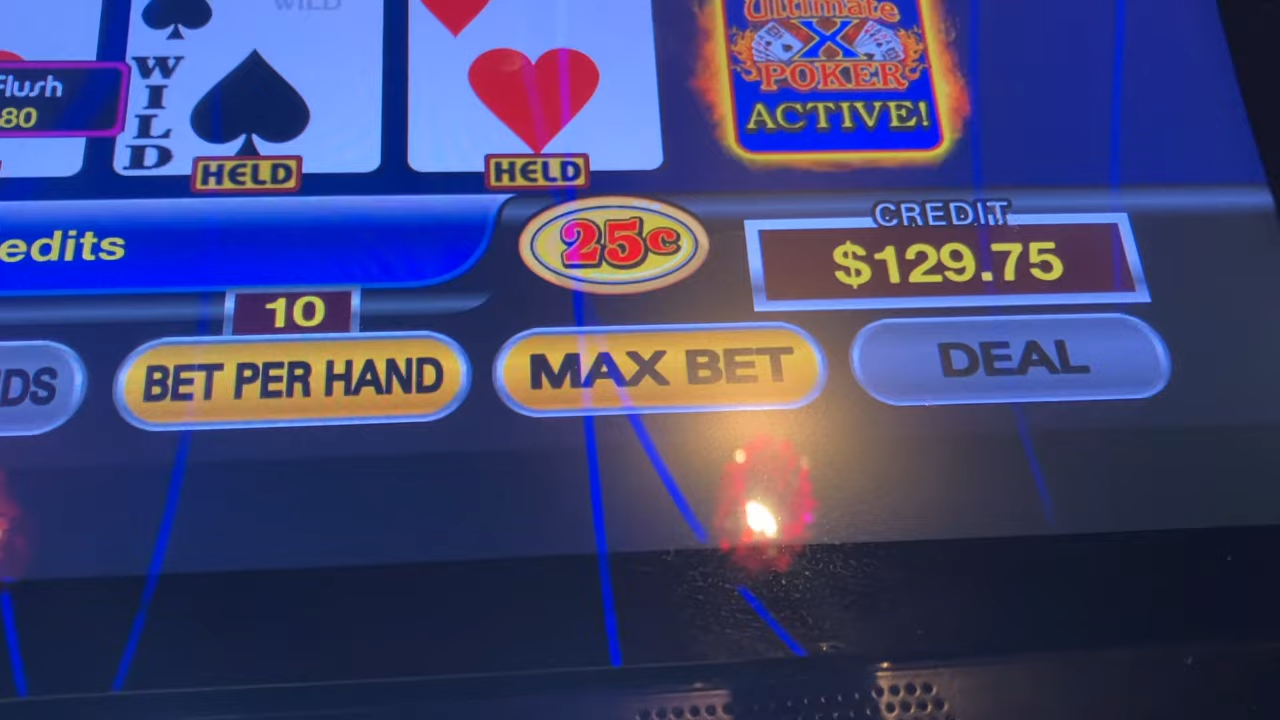 WILD
Ultimate
X
POKER
ACTIVE!
Flush
80
WILD
HELD
HELD
edits
25¢
CREDIT
$129.75
10
DS
BET PER HAND
MAX BET
DEAL